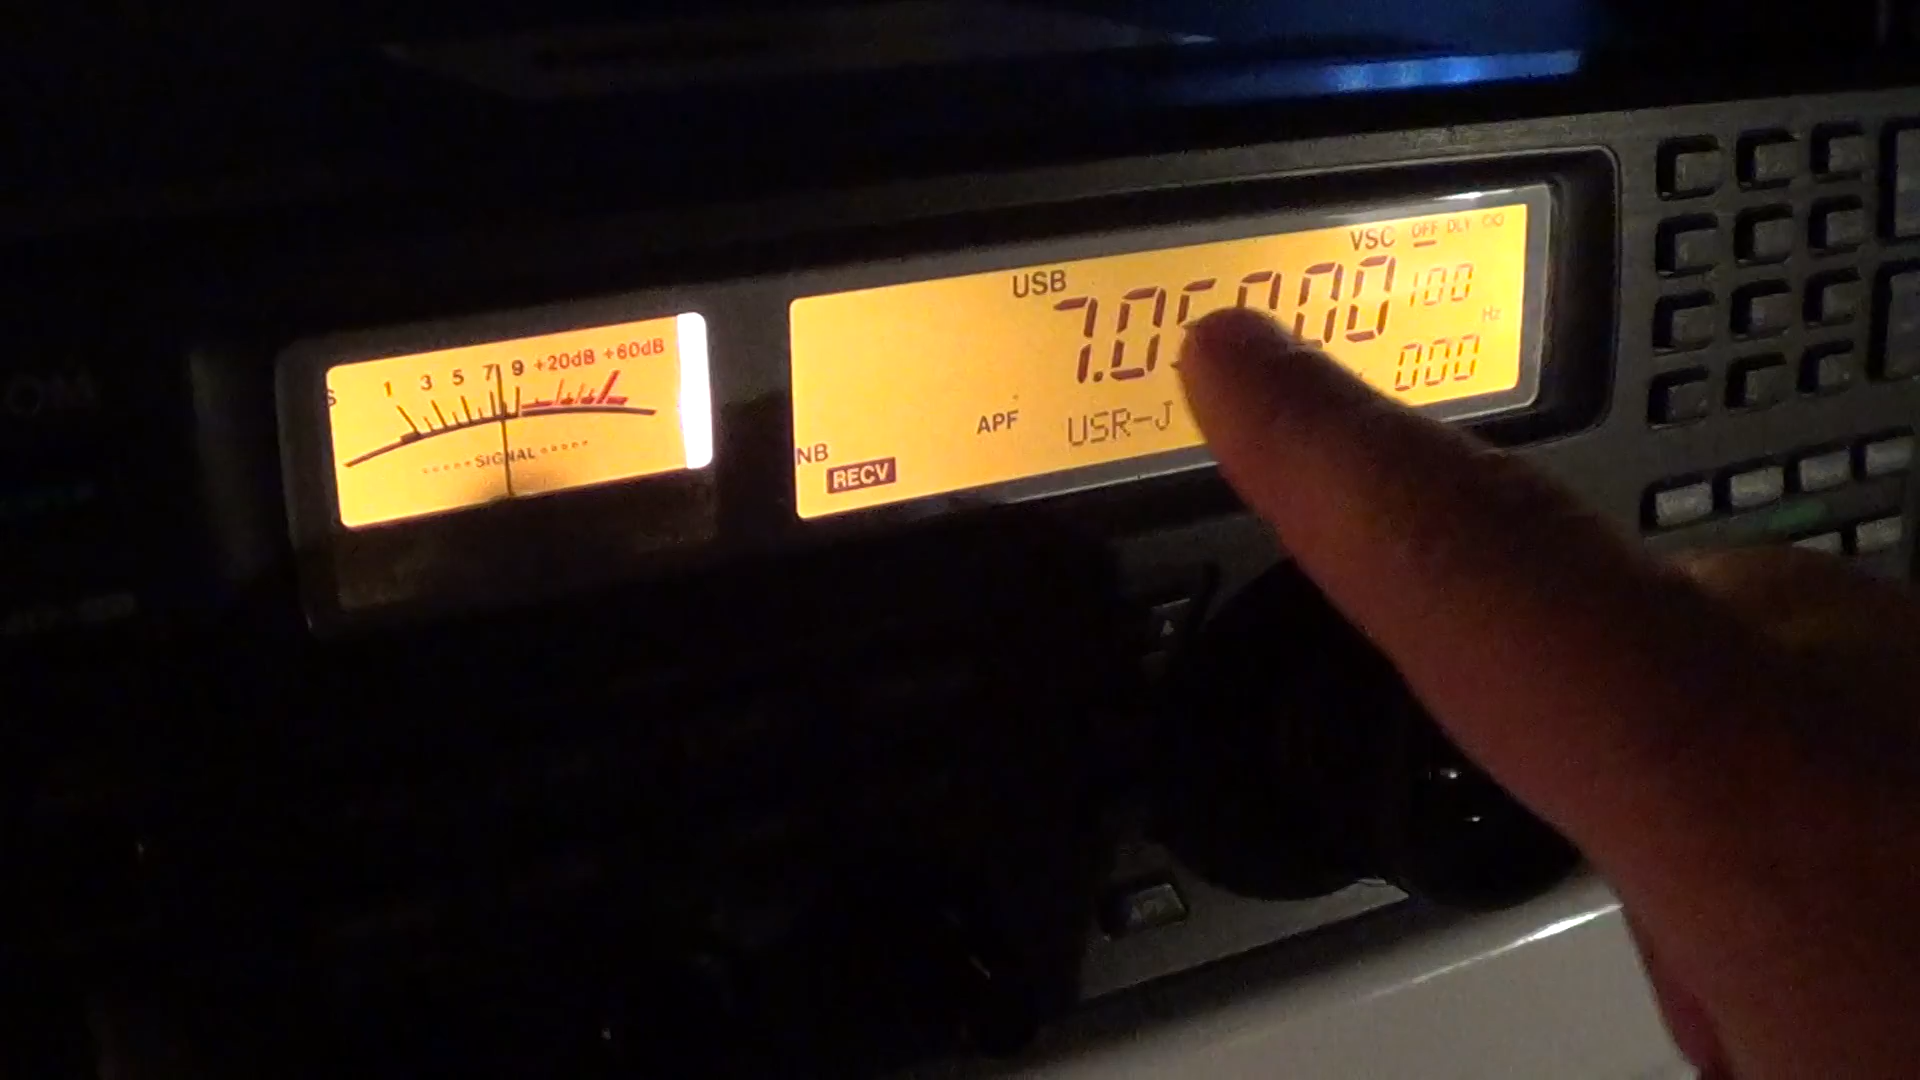 VSC OFF DLY ∞
USB
100
Hz
000
S 1 3 5 7 9 +20dB +60dB
SIGNAL
APF USR-J
NB
RECV